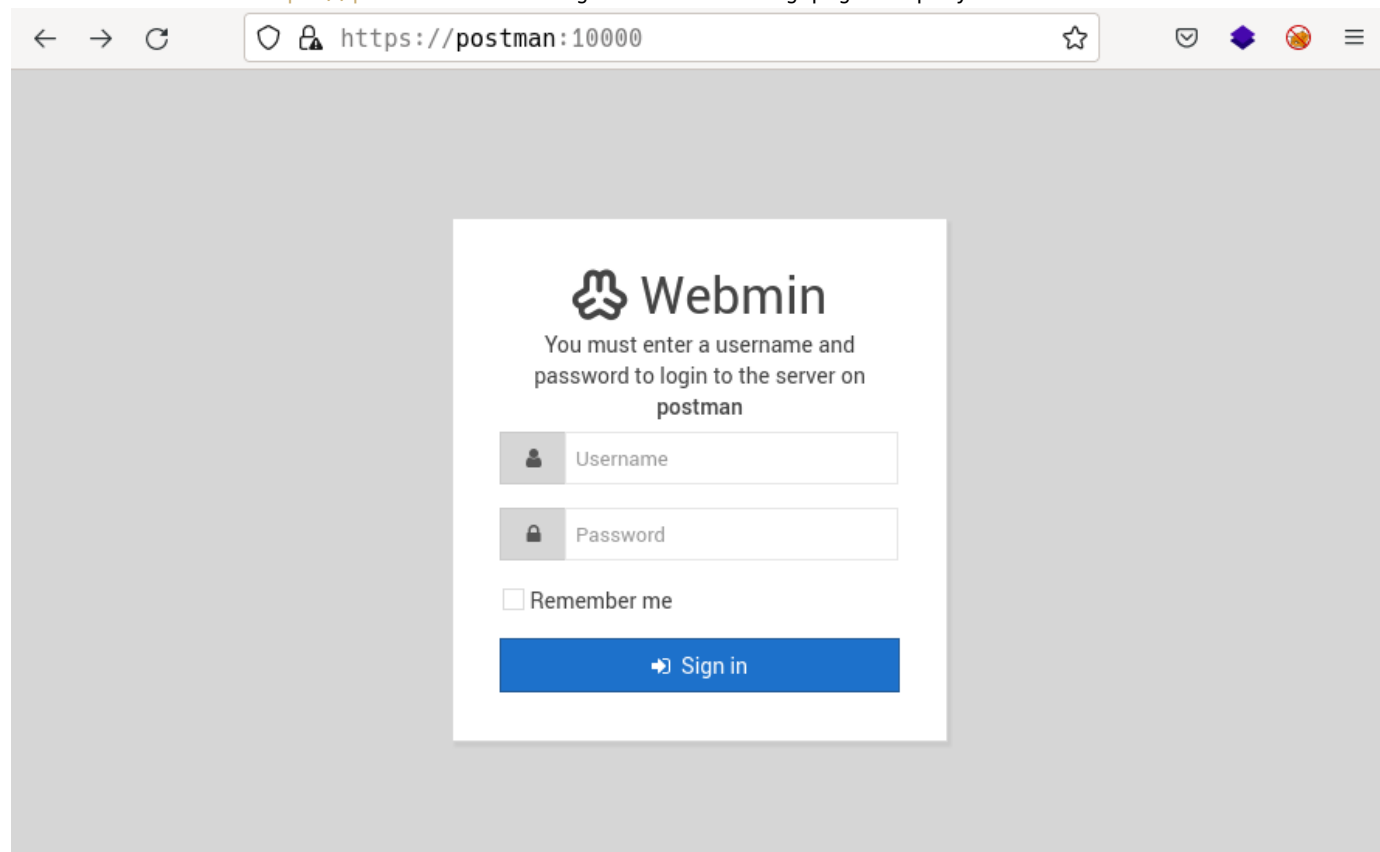 https://postman:10000
Webmin
You must enter a username and
password to login to the server on
postman
Username
Password
Remember me
Sign in